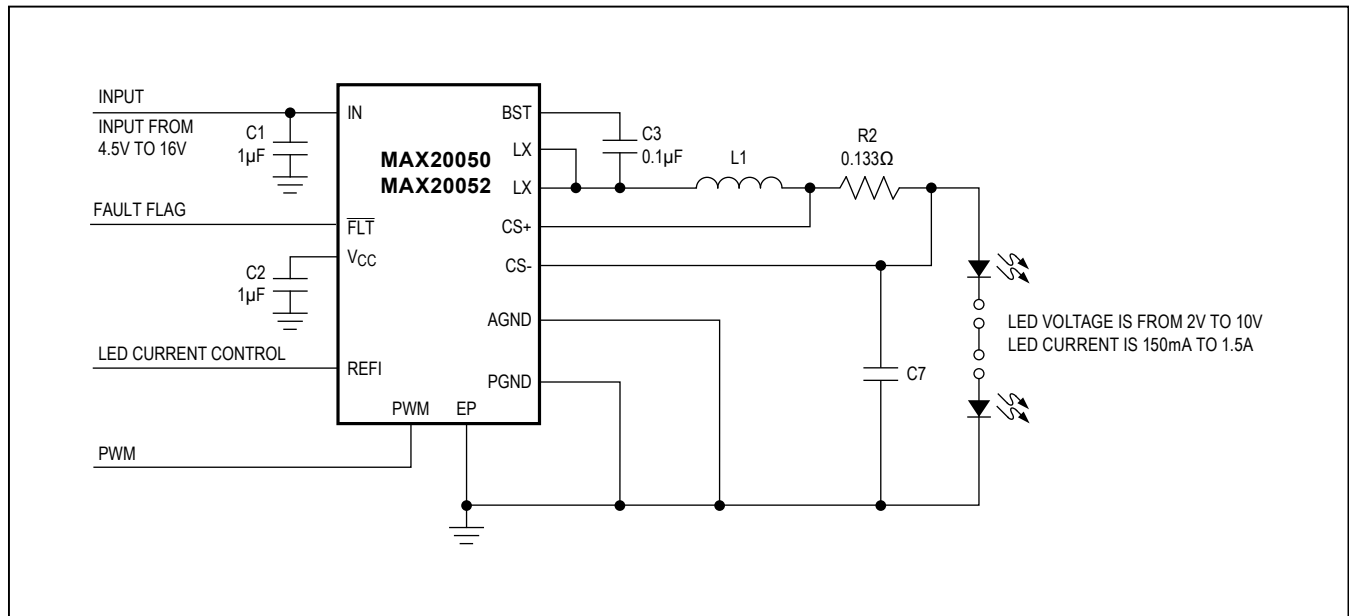 INPUT
INPUT FROM
4.5V TO 16V
C1
1µF
FAULT FLAG
C2
1µF
LED CURRENT CONTROL
PWM
IN
FLT
VCC
REFI
PWM
EP
MAX20050
MAX20052
BST
LX
LX
CS+
CS-
AGND
PGND
C3
0.1µF
L1
R2
0.133Ω
C7
LED VOLTAGE IS FROM 2V TO 10V
LED CURRENT IS 150mA TO 1.5A